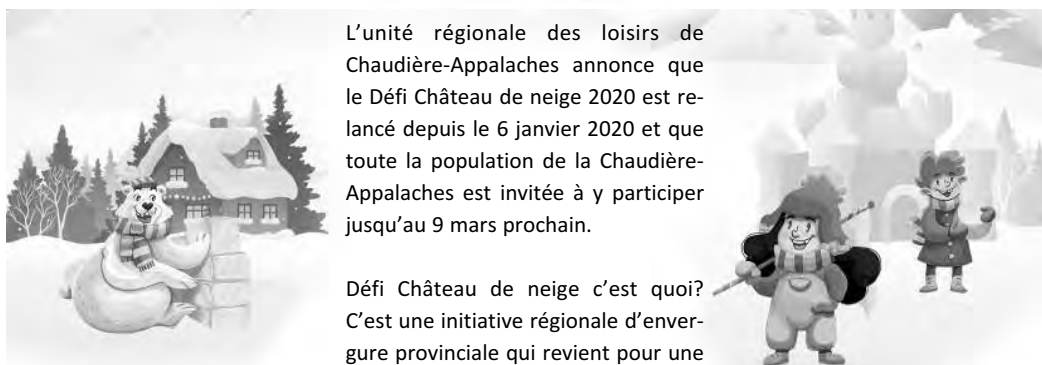 L’unité régionale des loisirs de
Chaudière-Appalaches annonce que
le Défi Château de neige 2020 est re-
lancé depuis le 6 janvier 2020 et que
toute la population de la Chaudière-
Appalaches est invitée à y participer
jusqu’au 9 mars prochain.
Défi Château de neige c’est quoi?
C’est une initiative régionale d’enver-
gure provinciale qui revient pour une